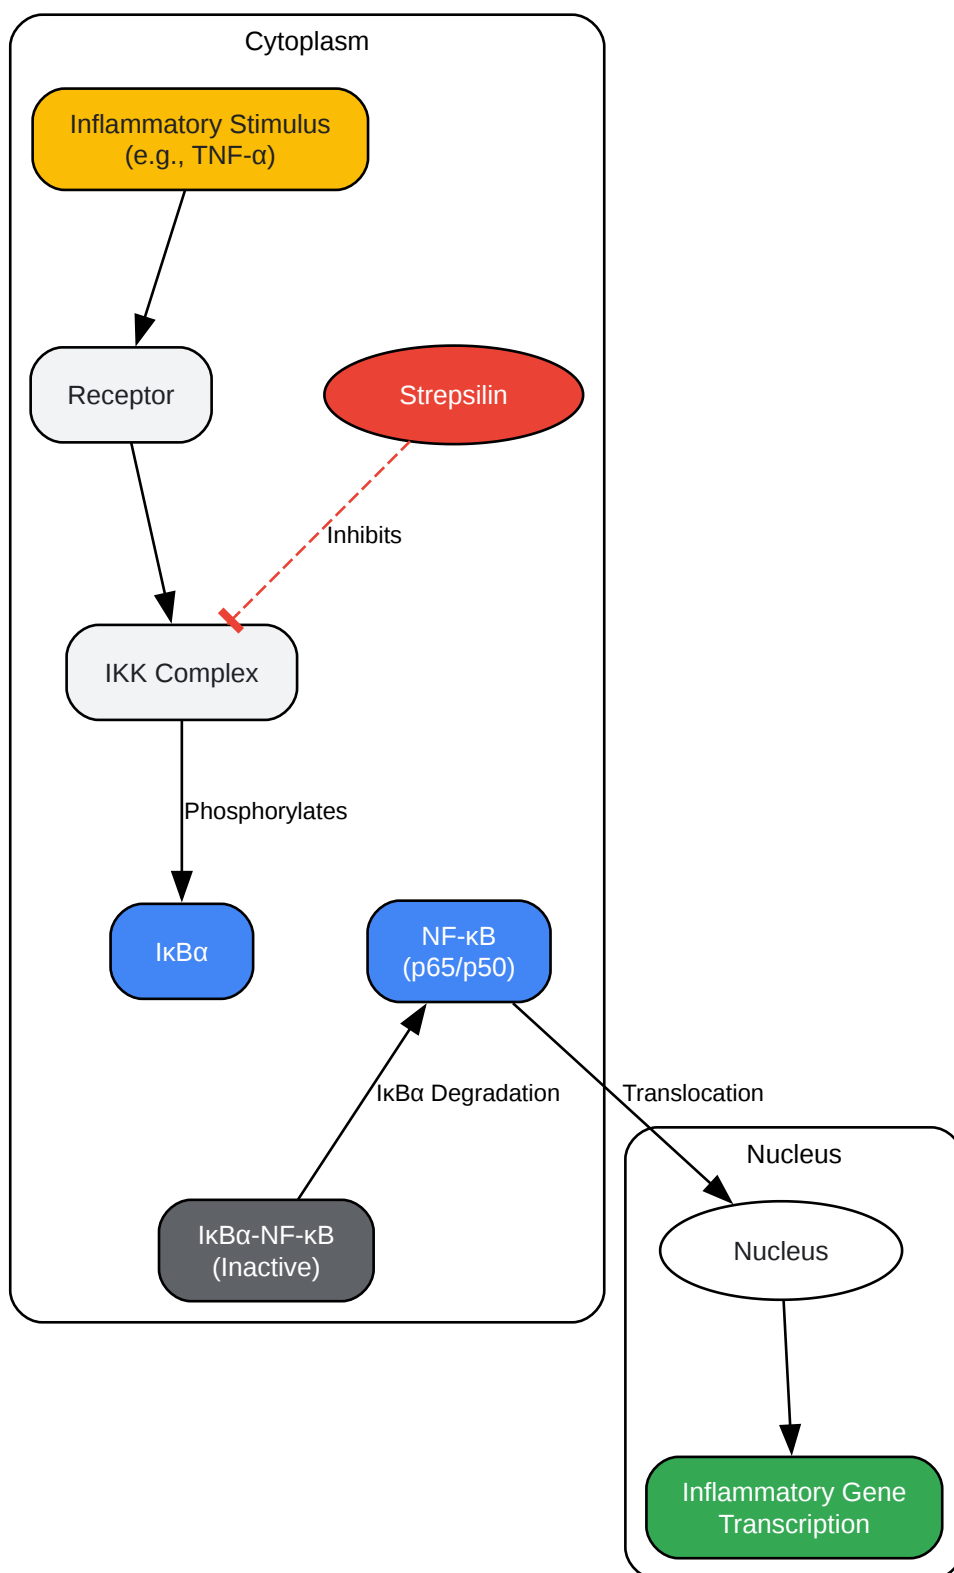 Cytoplasm
Inflammatory Stimulus
(e.g., TNF-α)
Receptor
Strepsilin
Inhibits
IKK Complex
Phosphorylates
IκBα
NF-κB
(p65/p50)
IκBα Degradation
Translocation
Nucleus
IκBα-NF-κB
(Inactive)
Nucleus
Inflammatory Gene
Transcription